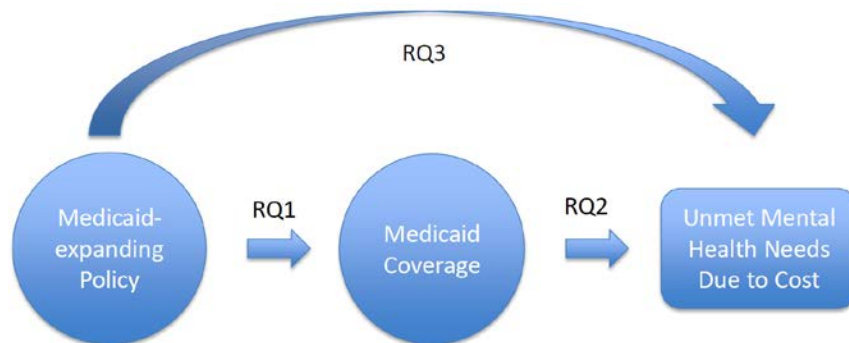 RQ3
Medicaid-
expanding
Policy
RQ1
Medicaid
Coverage
RQ2
Unmet Mental
Health Needs
Due to Cost